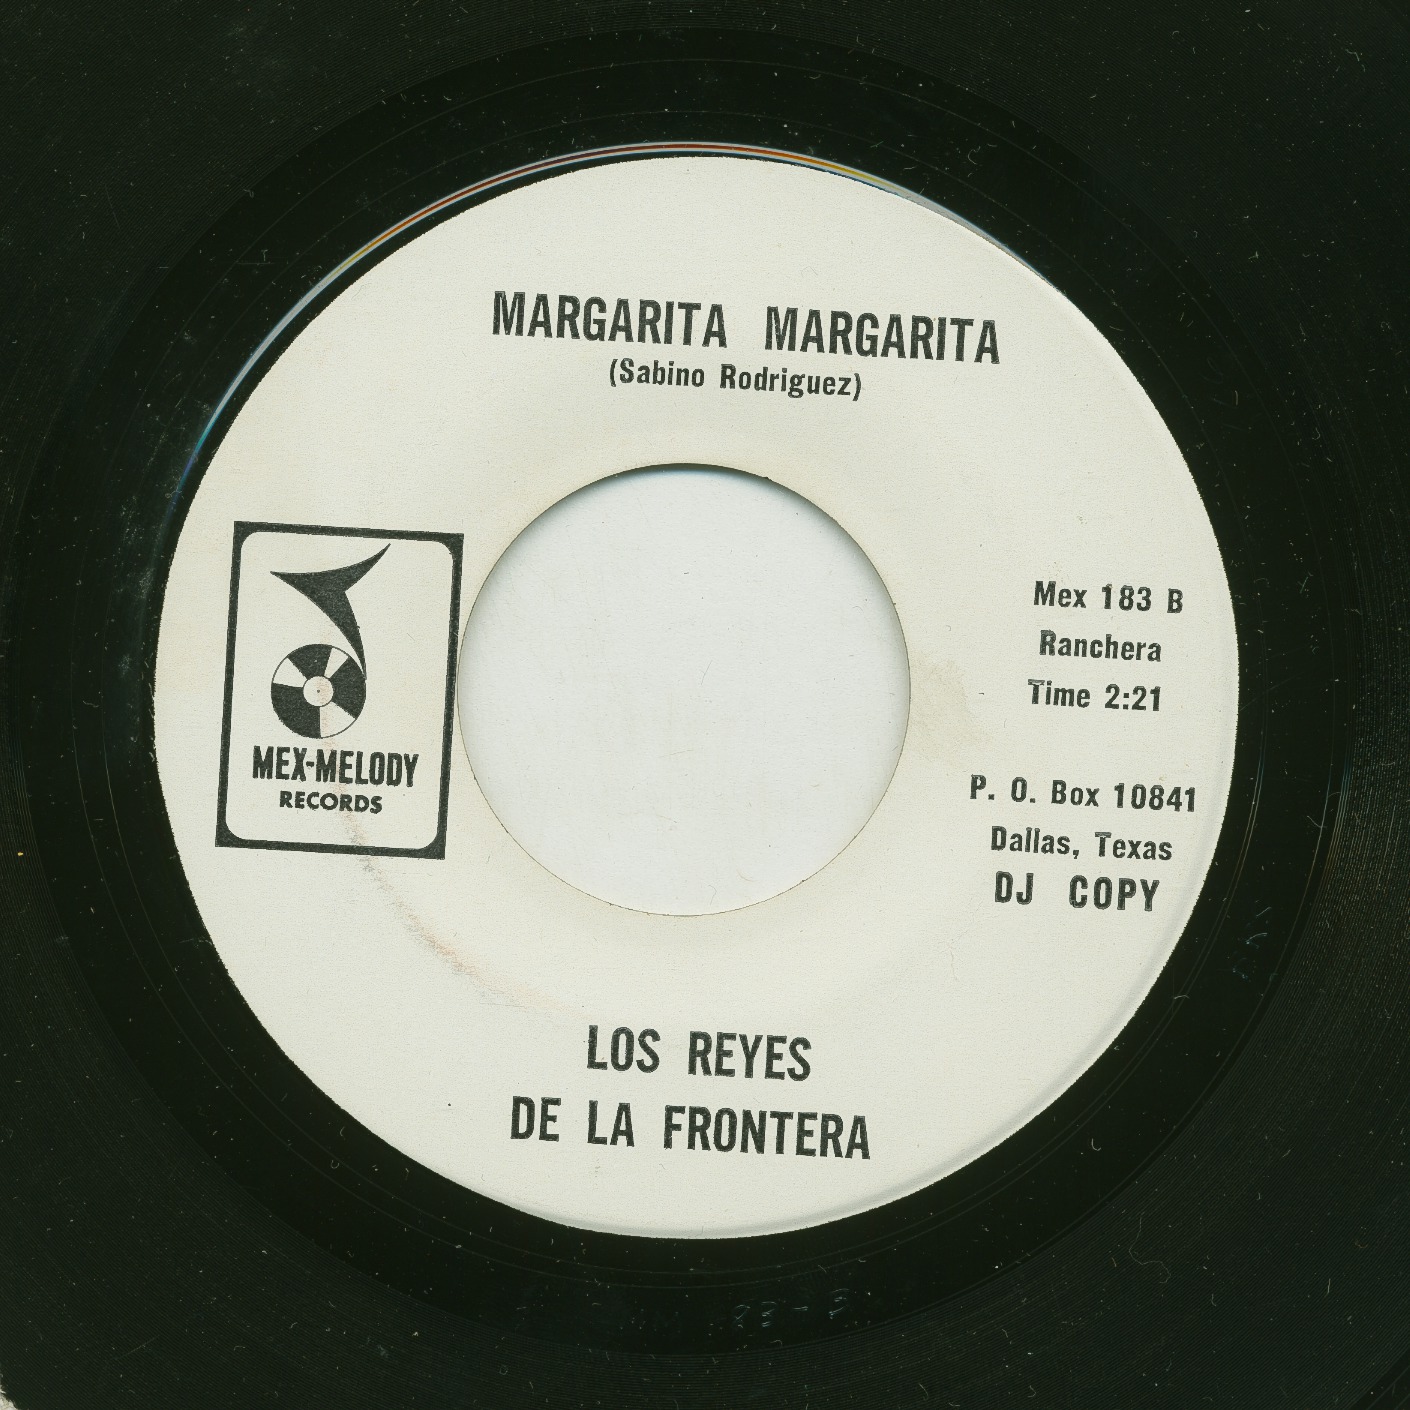 MARGARITA MARGARITA
(Sabino Rodriguez)
MEX-MELODY
RECORDS
Mex 183 B
Ranchera
Time 2:21
P. O. Box 10841
Dallas, Texas
DJ COPY
LOS REYES
DE LA FRONTERA